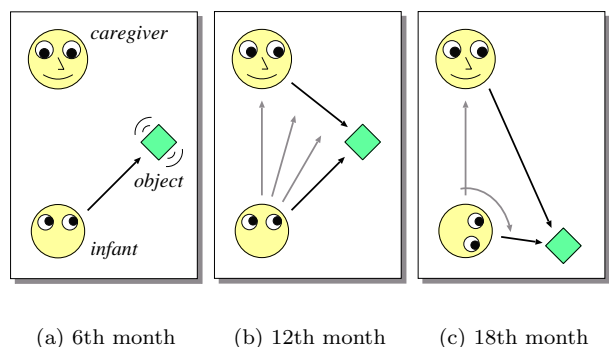 caregiver
object
infant
(a) 6th month
(b) 12th month
(c) 18th month